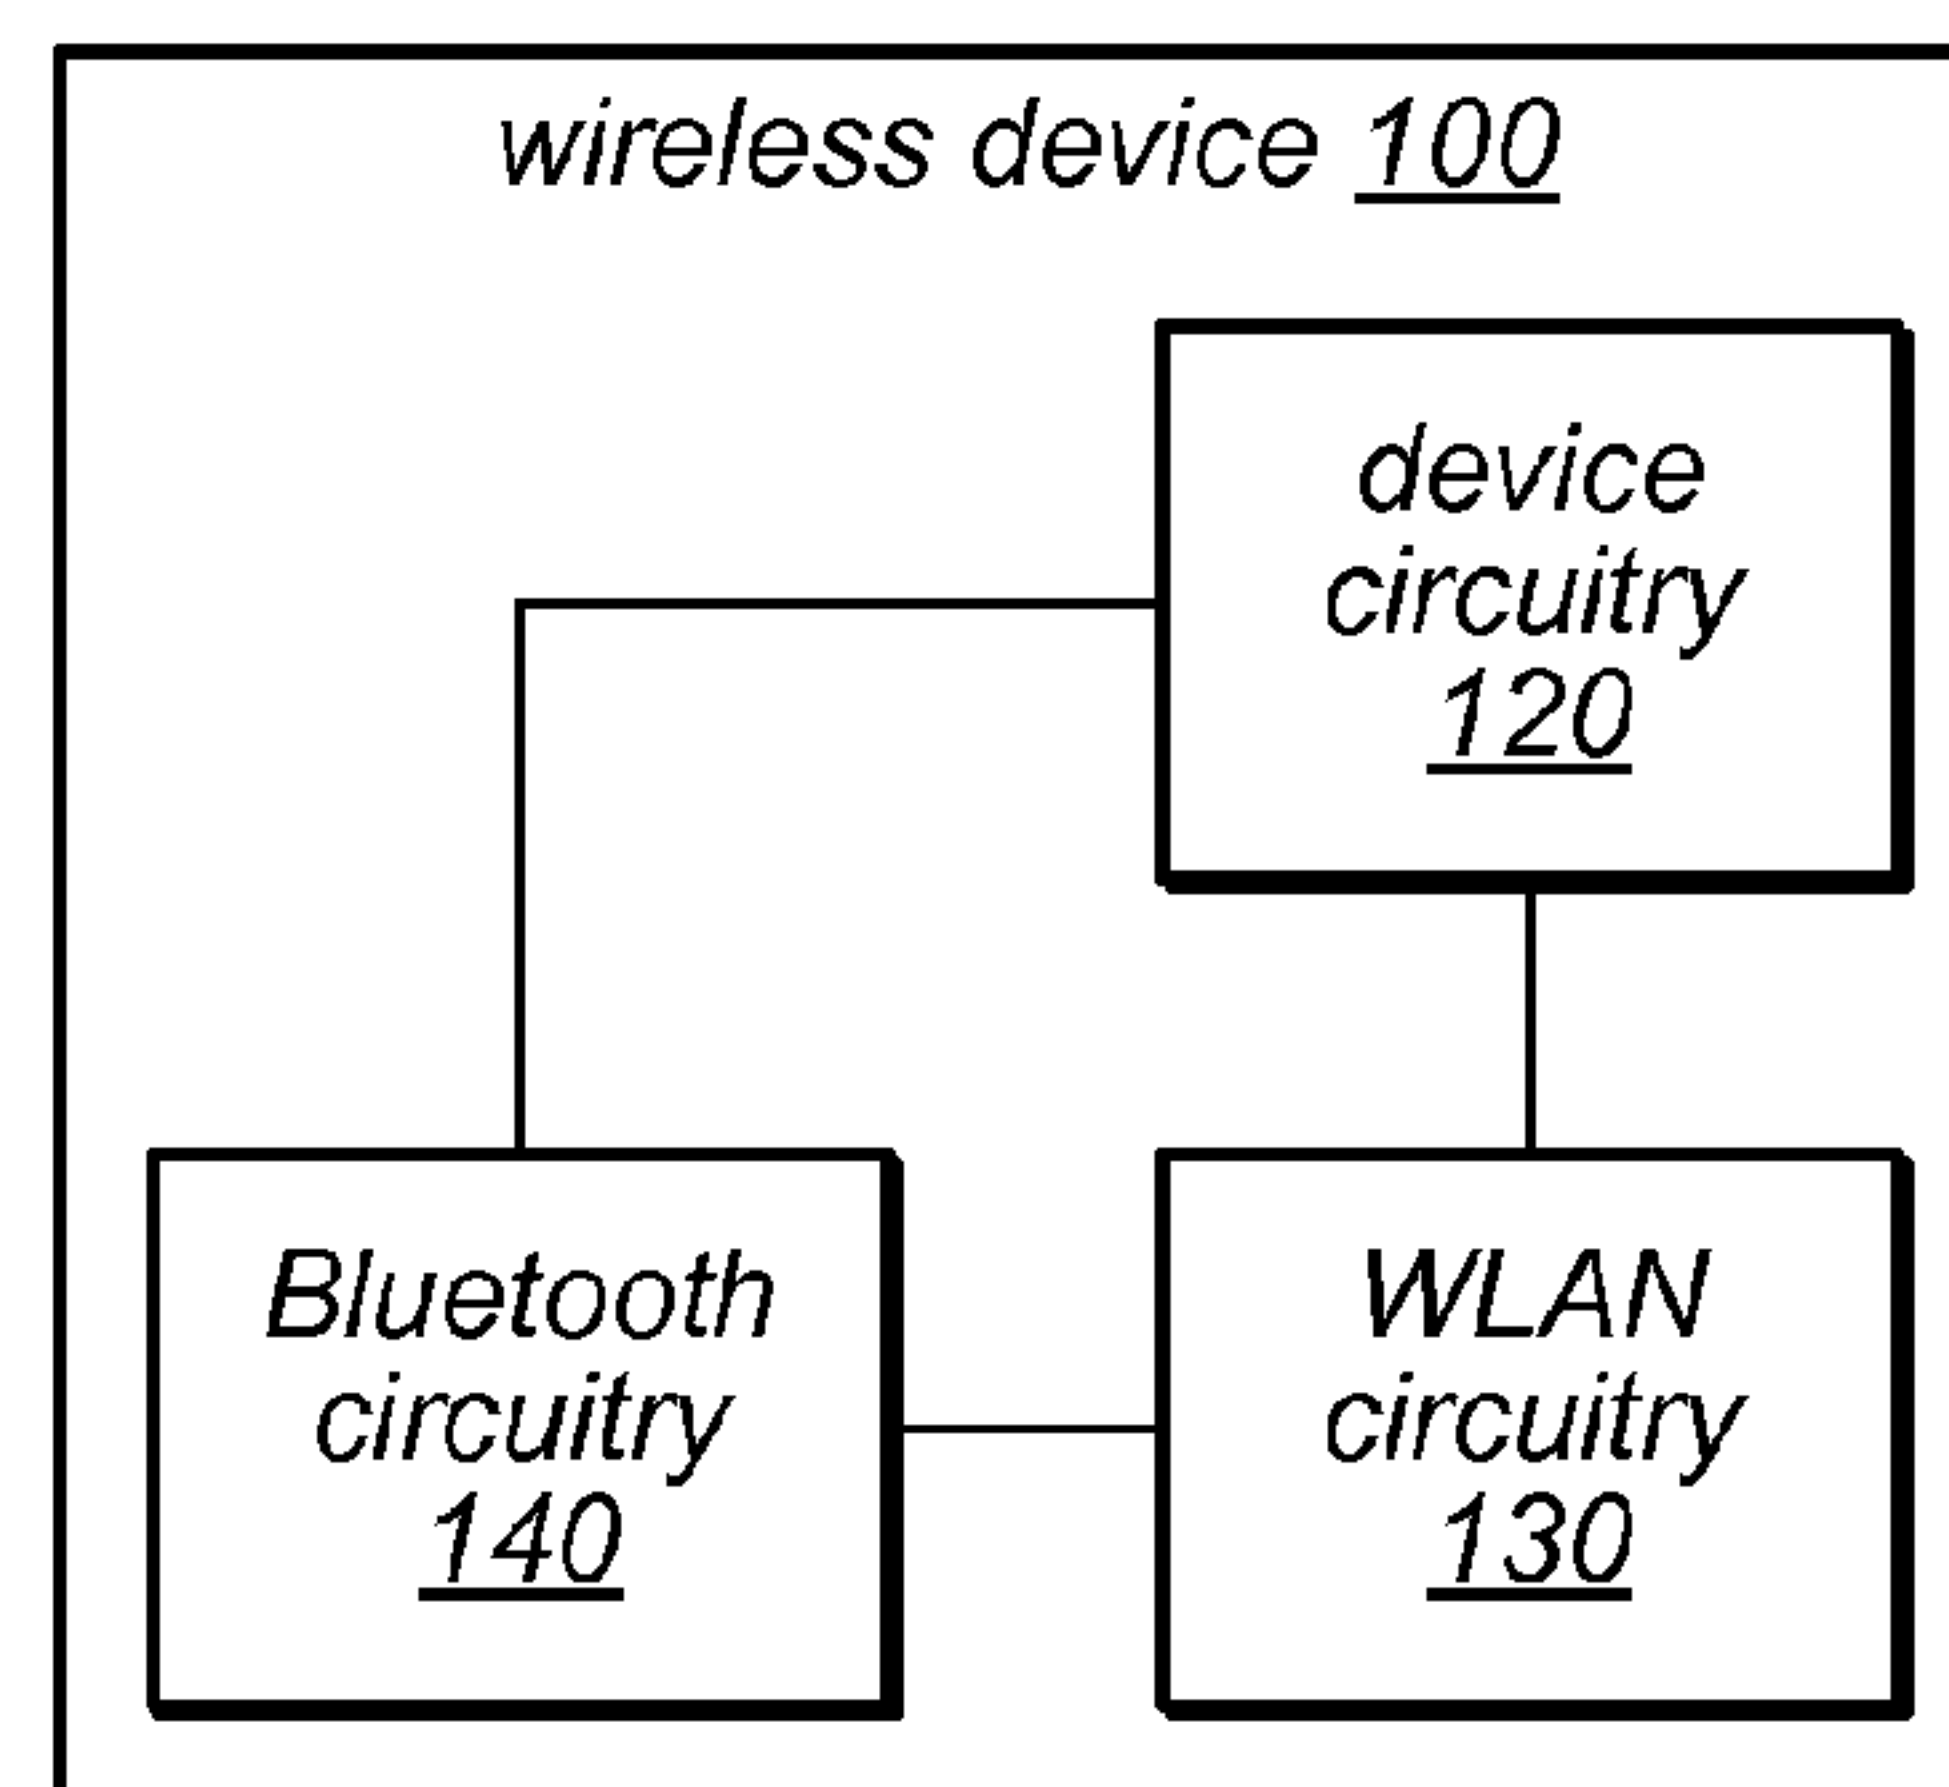 wireless device 100
device
circuitry
120
Bluetooth
circuitry
140
WLAN
circuitry
130